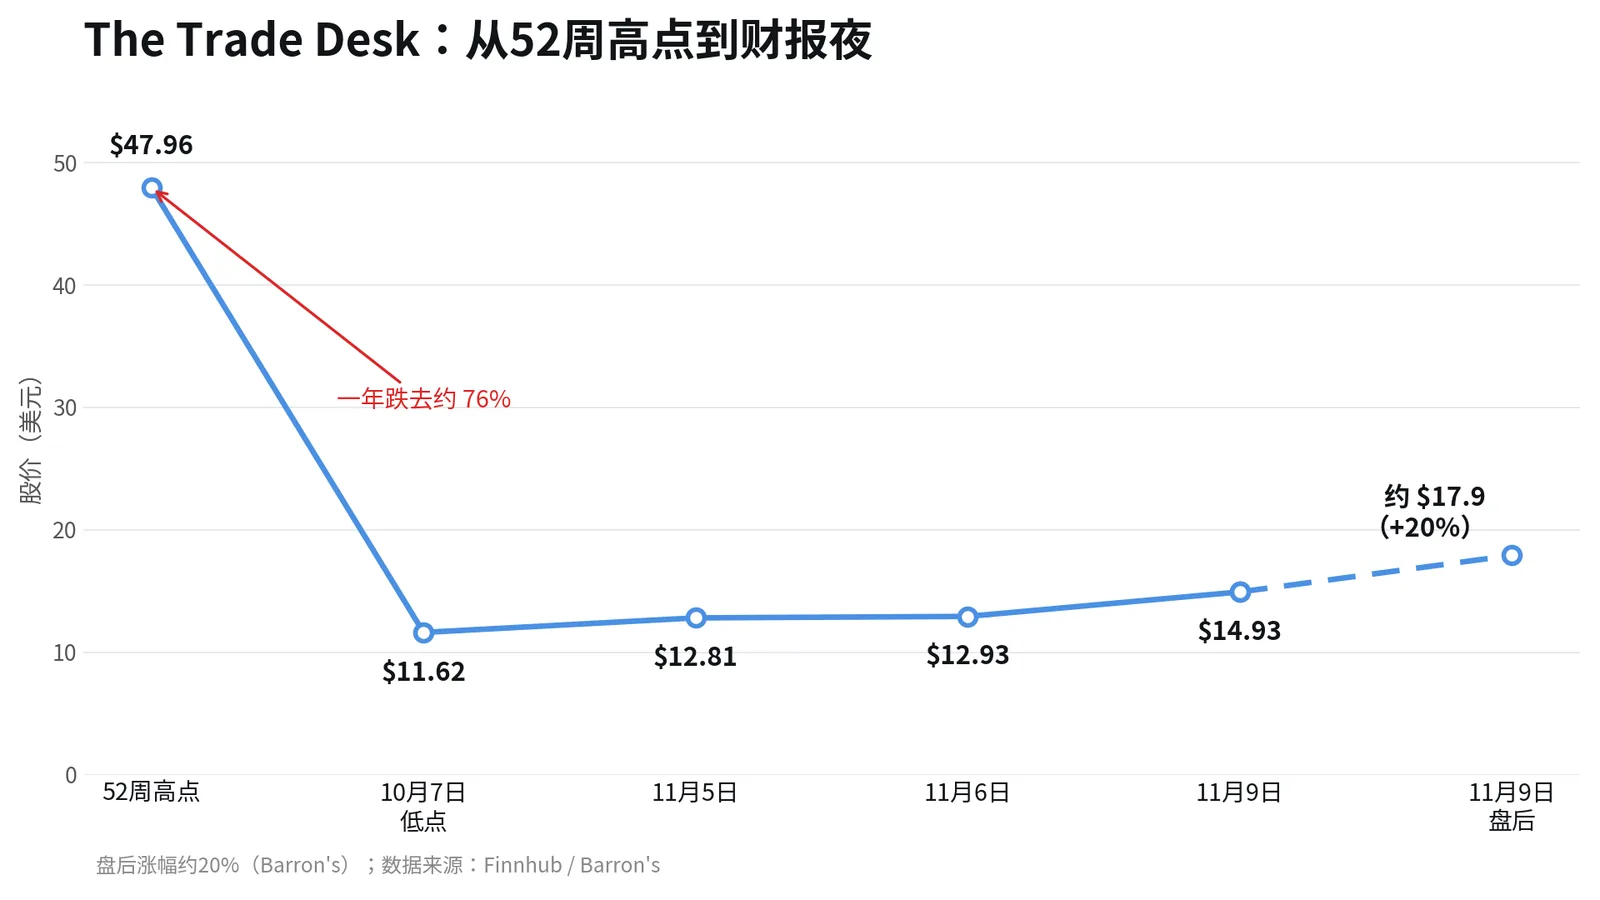 The Trade Desk：从52周高点到财报夜
$47.96
50
40
30
20
10
0
股价（美元）
一年跌去约 76%
约 $17.9
（+20%）
$11.62
$12.81
$12.93
$14.93
52周高点
10月7日
低点
11月5日
11月6日
11月9日
11月9日
盘后
盘后涨幅约20%（Barron's）；数据来源：Finnhub / Barron's